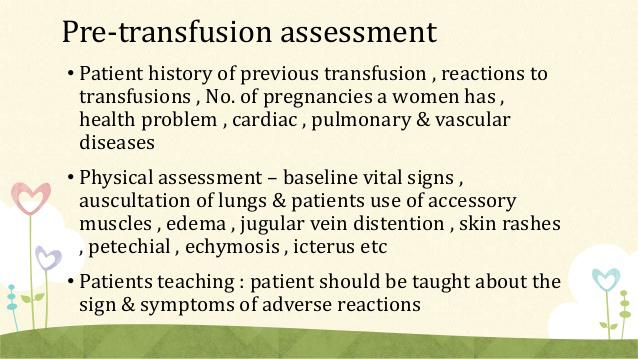 Pre-transfusion assessment
• Patient history of previous transfusion , reactions to
transfusions , No. of pregnancies a women has ,
health problem , cardiac , pulmonary & vascular
diseases
• Physical assessment – baseline vital signs ,
auscultation of lungs & patients use of accessory
muscles , edema , jugular vein distention , skin rashes
, petechial , echymosis , icterus etc
• Patients teaching : patient should be taught about the
sign & symptoms of adverse reactions